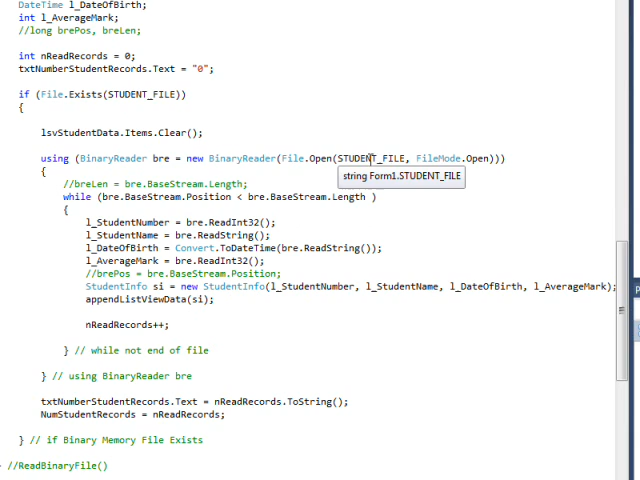 DateTime l_DateOfBirth;
int l_AverageMark;
//long brePos, breLen;
int nReadRecords = 0;
txtNumberStudentRecords.Text = "0";
if (File.Exists(STUDENT_FILE))
{
lsvStudentData.Items.Clear();
using (BinaryReader bre = new BinaryReader(File.Open(STUDENT_FILE, FileMode.Open)))
string Form1.STUDENT_FILE
{
//breLen = bre.BaseStream.Length;
while (bre.BaseStream.Position < bre.BaseStream.Length )
{
l_StudentNumber = bre.ReadInt32();
l_StudentName = bre.ReadString();
l_DateOfBirth = Convert.ToDateTime(bre.ReadString());
l_AverageMark = bre.ReadInt32();
//brePos = bre.BaseStream.Position;
StudentInfo si = new StudentInfo(l_StudentNumber, l_StudentName, l_DateOfBirth, l_AverageMark);
appendListViewData(si);
nReadRecords++;
} // while not end of file
} // using BinaryReader bre
txtNumberStudentRecords.Text = nReadRecords.ToString();
NumStudentRecords = nReadRecords;
} // if Binary Memory File Exists
//ReadBinaryFile()